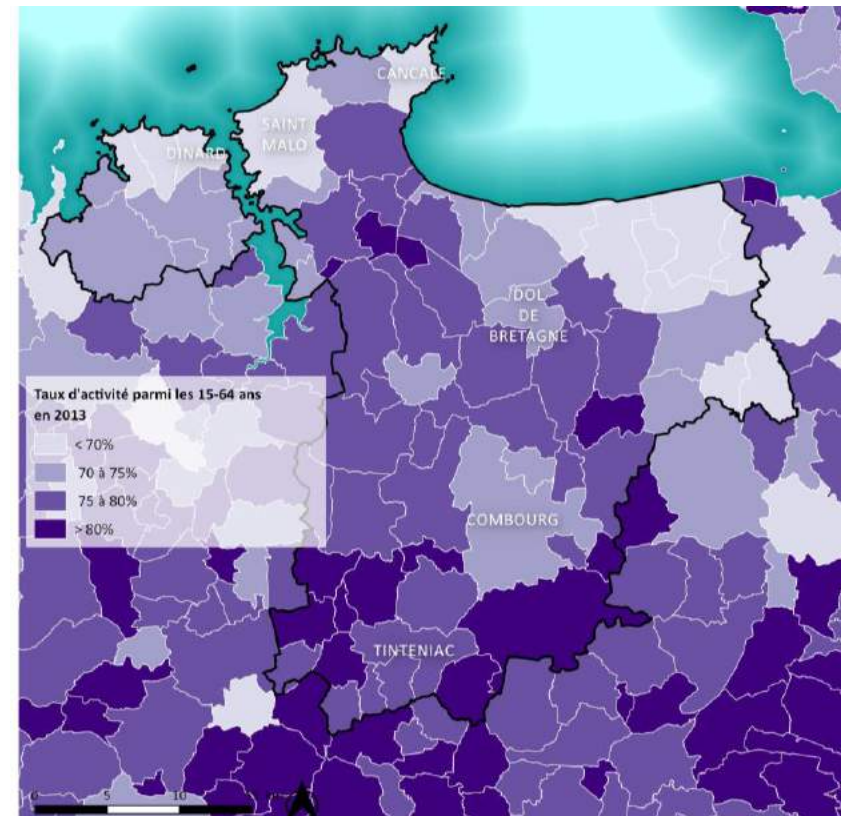 CANCALE
SAINT
MALO
DINARD
DOL
DE
BRETAGNE
Taux d'activité parmi les 15-64 ans
en 2013
< 70%
70 à 75%
75 à 80%
> 80%
COMBOURG
TINTENIAC
0 5 10